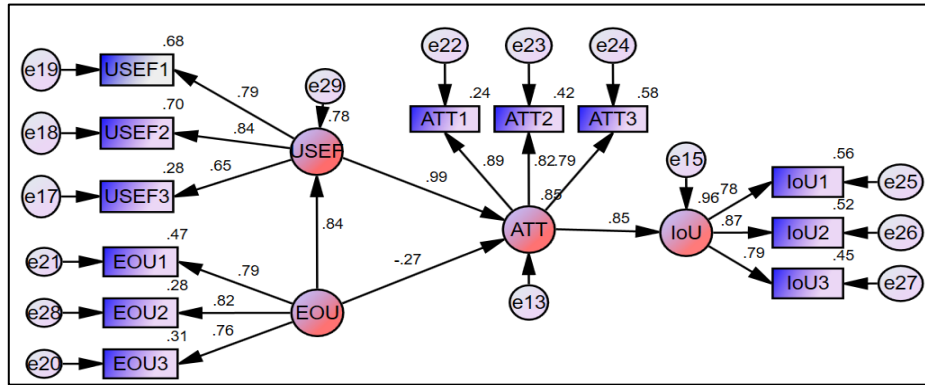 .68
e19
USEF1
.79
e29
.78
.70
e18
USEF2
.84
USEF
.28
e17
USEF3
.65
.84
.47
e21
EOU1
.79
.28
e28
EOU2
.82
EOU
.31
e20
EOU3
.76
.99
-.27
e22
e23
e24
.24
.42
.58
ATT1
ATT2
ATT3
.89
.82
.79
.85
ATT
e13
.85
e15
.96
IoU
.78
.56
IoU1
e25
.87
.52
IoU2
e26
.79
.45
IoU3
e27